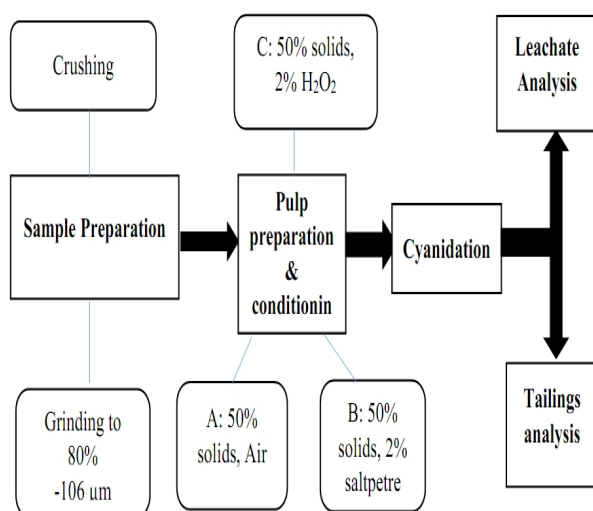 Crushing
C: 50% solids,
2% H₂O₂
Leachate
Analysis
Sample Preparation
Pulp
preparation
&
conditionin
Cyanidation
Grinding to
80%
-106 µm
A: 50%
solids, Air
B: 50%
solids, 2%
saltpetre
Tailings
analysis